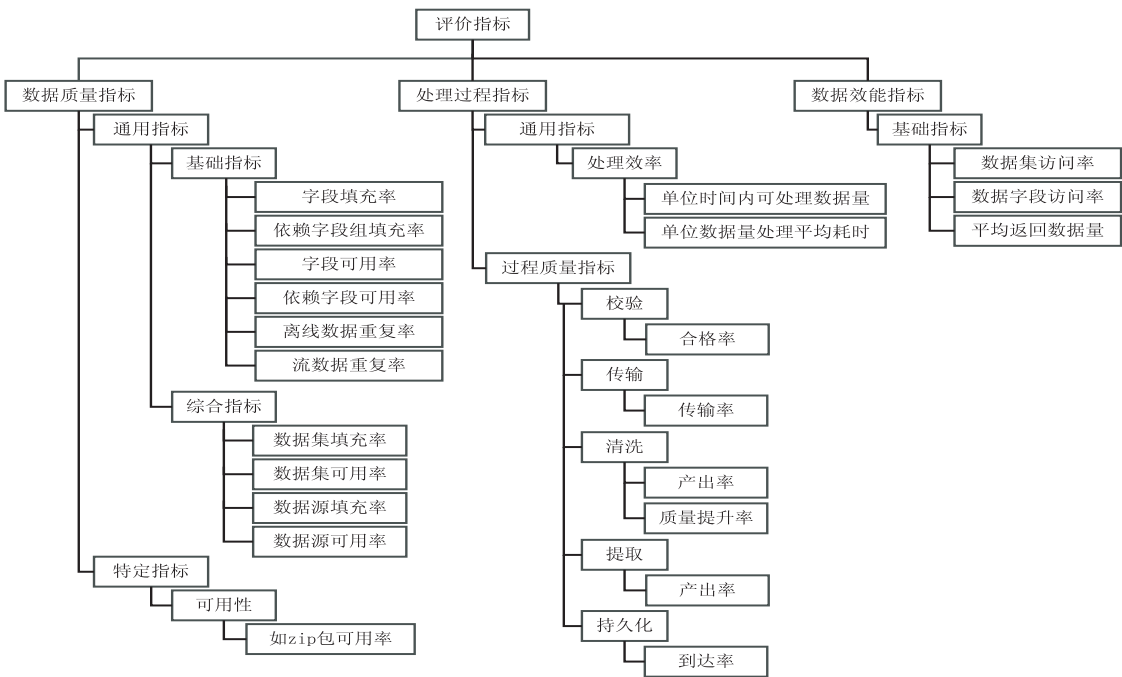 评价指标
数据质量指标
通用指标
基础指标
字段填充率
依赖字段组填充率
字段可用率
依赖字段可用率
离线数据重复率
流数据重复率
综合指标
数据集填充率
数据集可用率
数据源填充率
数据源可用率
特定指标
可用性
如zip包可用率
处理过程指标
通用指标
处理效率
单位时间内可处理数据量
单位数据量处理平均耗时
过程质量指标
校验
合格率
传输
传输率
清洗
产出率
质量提升率
提取
产出率
持久化
到达率
数据效能指标
基础指标
数据集访问率
数据字段访问率
平均返回数据量